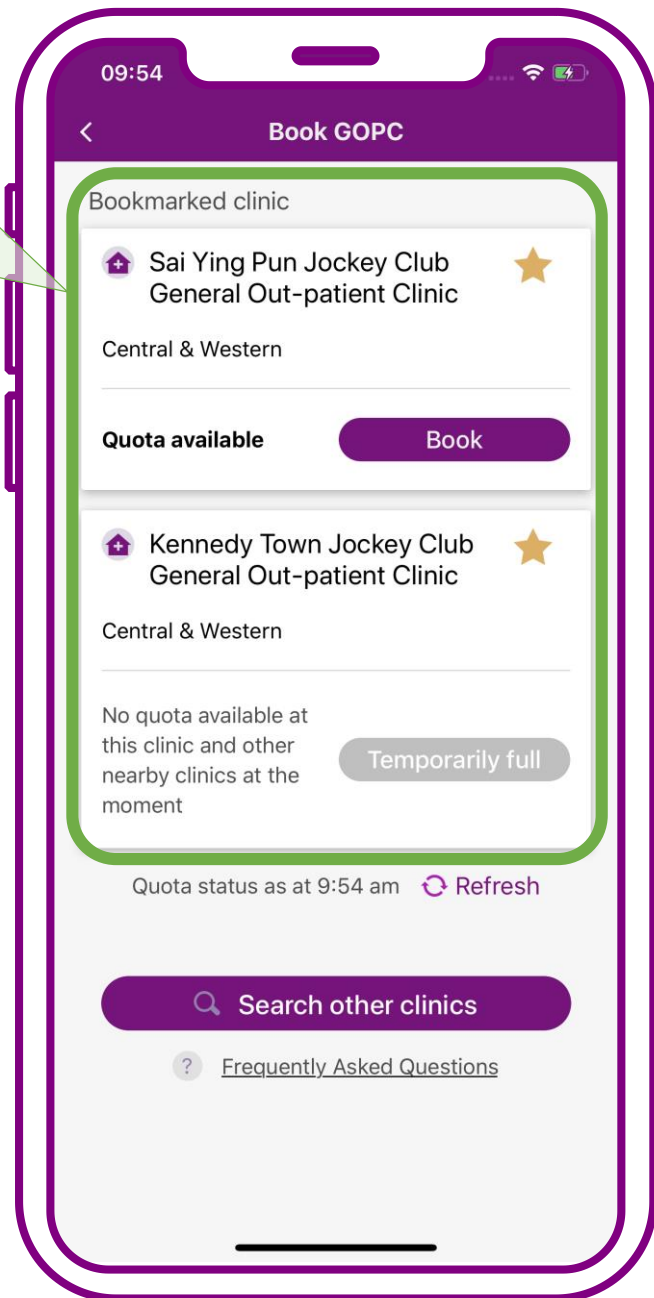 09:54
Book GOPC
Bookmarked clinic
Sai Ying Pun Jockey Club
General Out-patient Clinic
Central & Western
Quota available
Book
Kennedy Town Jockey Club
General Out-patient Clinic
Central & Western
No quota available at
this clinic and other
nearby clinics at the
moment
Temporarily full
Quota status as at 9:54 am Refresh
Search other clinics
? Frequently Asked Questions